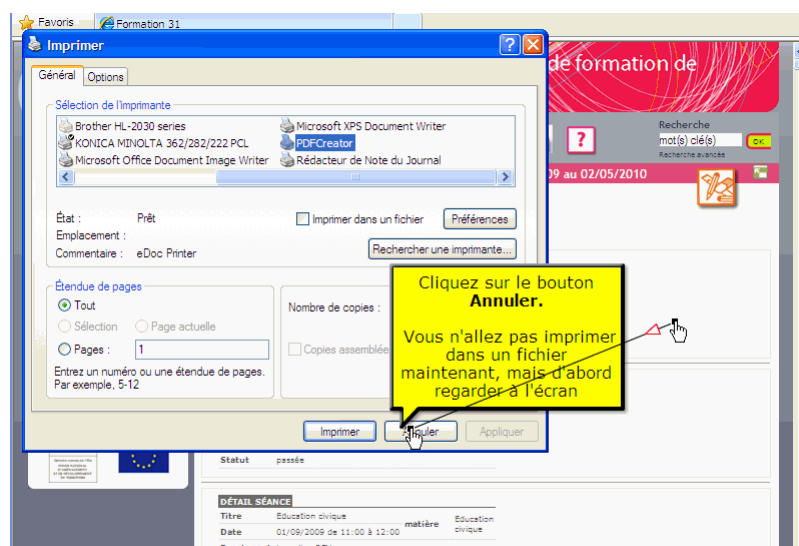 Favoris
Formation 31
Imprimer
Général
Options
de formation de
Sélection de l'imprimante
Brother HL-2030 series
Microsoft XPS Document Writer
KONICA MINOLTA 362/282/222 PCL
PDFCreator
Microsoft Office Document Image Writer
Rédacteur de Note du Journal
Recherche
mot(s) clé(s)
OK
Recherche avancée
09 au 02/05/2010
État :
Prêt
Imprimer dans un fichier
Préférences
Emplacement :
Commentaire :
eDoc Printer
Rechercher une imprimante...
Étendue de pages
Tout
Sélection
Page actuelle
Pages :
1
Entrez un numéro ou une étendue de pages.
Par exemple, 5-12
Nombre de copies :
Copies assemblée
Cliquez sur le bouton
Annuler.
Vous n'allez pas imprimer
dans un fichier
maintenant, mais d'abord
regarder à l'écran
Imprimer
Annuler
Appliquer
Statut
passée
DÉTAIL SÉANCE
Titre
Education civique
matière
Education
civique
Date
01/09/2009 de 11:00 à 12:00